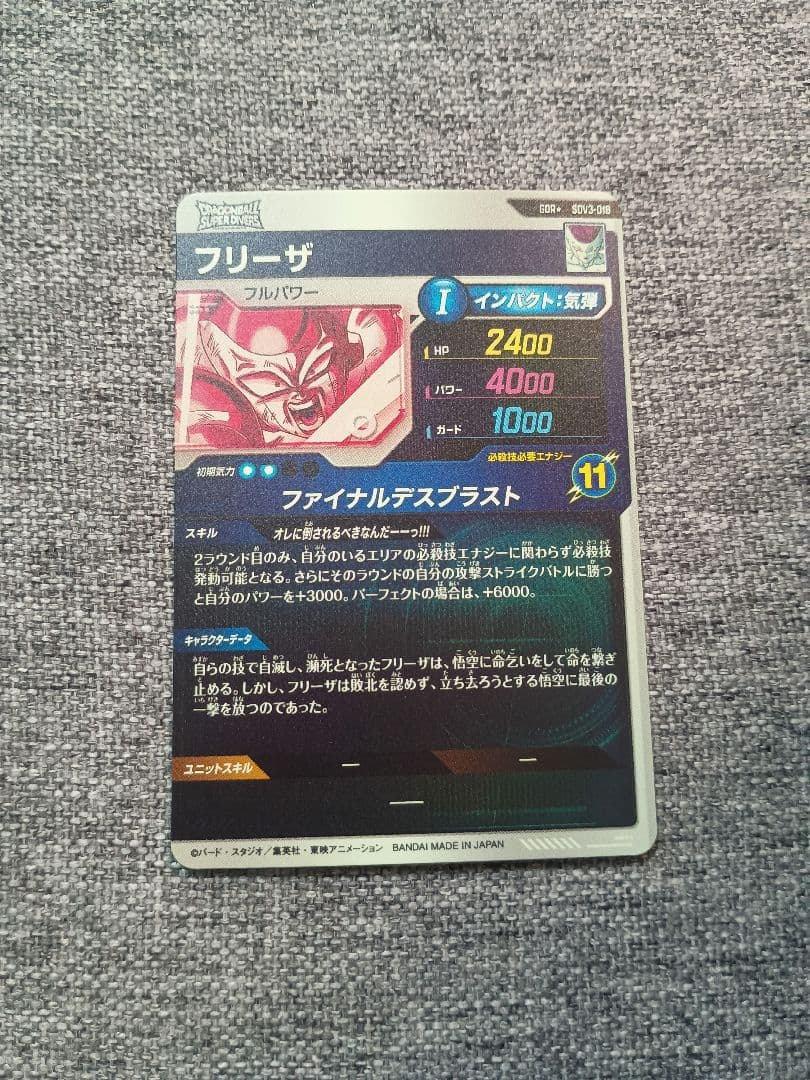 DRAGONBALL
SUPER DIVERS
GDR★ SDV3-018
フリーザ
フルパワー
I インパクト:気弾
HP 2400
パワー 4000
ガード 1000
初期気力
必殺技必要エナジー
11
ファイナルデスブラスト
スキル オレに倒されるべきなんだーーっ!!!
2ラウンド目のみ、自分のいるエリアの必殺技エナジーに関わらず必殺技
発動可能となる。さらにそのラウンドの自分の攻撃ストライクバトルに勝つ
と自分のパワーを+3000。パーフェクトの場合は、+6000。
キャラクターデータ
自らの技で自滅し、瀕死となったフリーザは、悟空に命乞いをして命を繋ぎ
止める。しかし、フリーザは敗北を認めず、立ち去ろうとする悟空に最後の
一撃を放つのであった。
ユニットスキル — —
—
©バード・スタジオ/集英社・東映アニメーション BANDAI MADE IN JAPAN